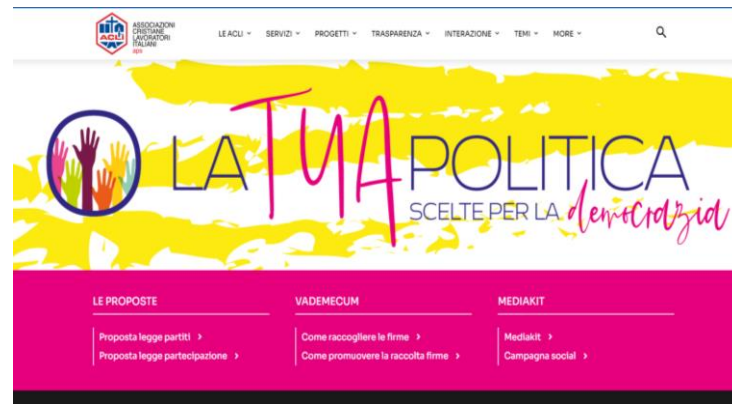 ACLI
ASSOCIAZIONI
CRISTIANE
LAVORATORI
ITALIANI
aps
LE ACLI
SERVIZI
PROGETTI
TRASPARENZA
INTERAZIONE
TEMI
MORE
LA TUA POLITICA
SCELTE PER LA democrazia
LE PROPOSTE
Proposta legge partiti >
Proposta legge partecipazione >
VADEMECUM
Come raccogliere le firme >
Come promuovere la raccolta firme >
MEDIAKIT
Mediakit >
Campagna social >